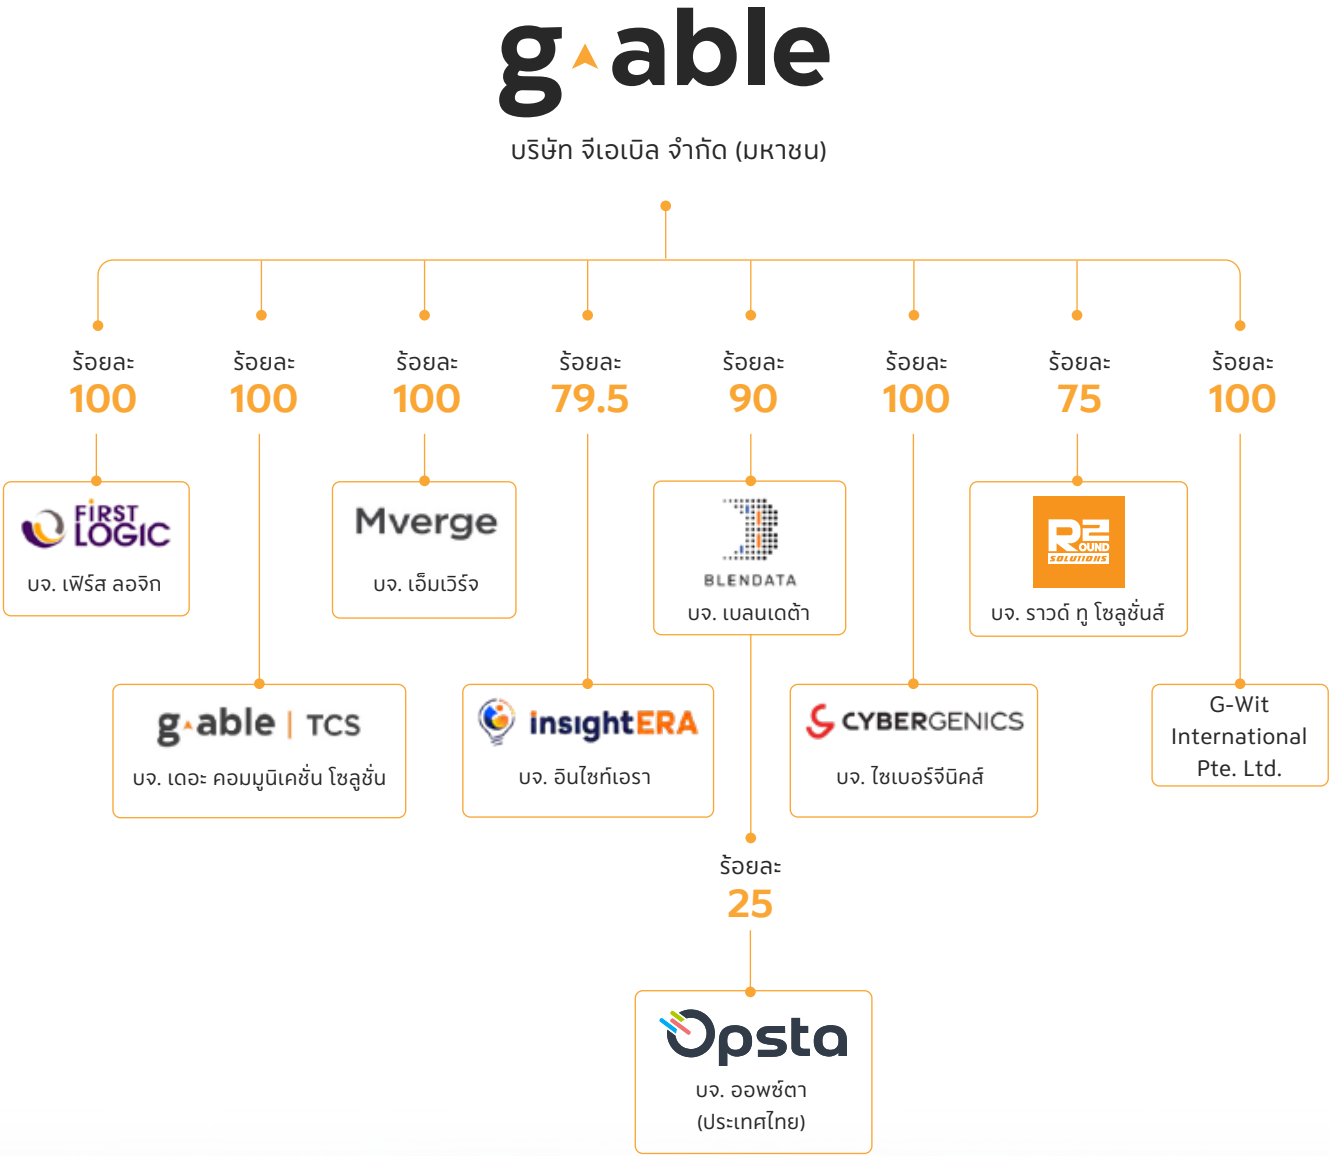 g able
บริษัท จีเอเบิล จำกัด (มหาชน)
ร้อยละ
100
ร้อยละ
100
ร้อยละ
100
ร้อยละ
79.5
ร้อยละ
90
ร้อยละ
100
ร้อยละ
75
ร้อยละ
100
FIRST
LOGIC
บจ. เฟิร์ส ลอจิก
Mverge
บจ. เอ็มเวิร์จ
BLENDATA
บจ. เบลนเดต้า
R2
OUND
SOLUTIONS
บจ. ราวด์ ทู โซลูชั่นส์
g able | TCS
บจ. เดอะ คอมมูนิเคชั่น โซลูชั่น
insightERA
บจ. อินไซท์เอรา
CYBERGENICS
บจ. ไซเบอร์จีนิคส์
G-Wit
International
Pte. Ltd.
ร้อยละ
25
Opsta
บจ. ออพซ์ตา
(ประเทศไทย)